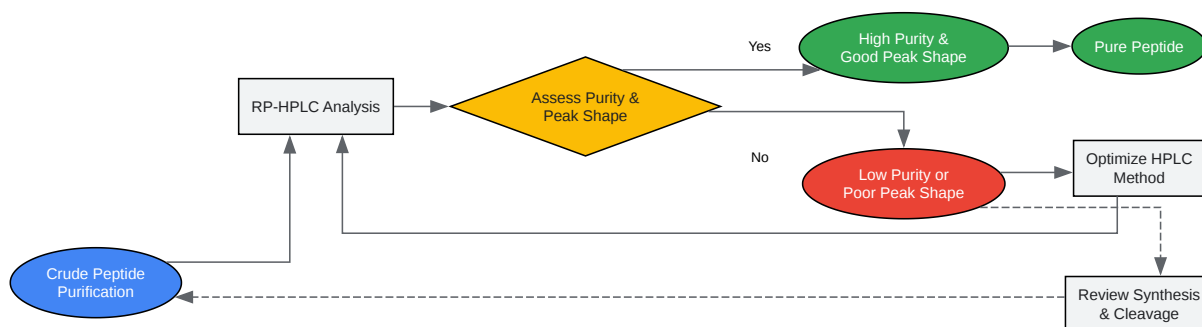 Yes
High Purity &
Good Peak Shape
Pure Peptide
RP-HPLC Analysis
Assess Purity &
Peak Shape
No
Low Purity or
Poor Peak Shape
Optimize HPLC
Method
Crude Peptide
Purification
Review Synthesis
& Cleavage